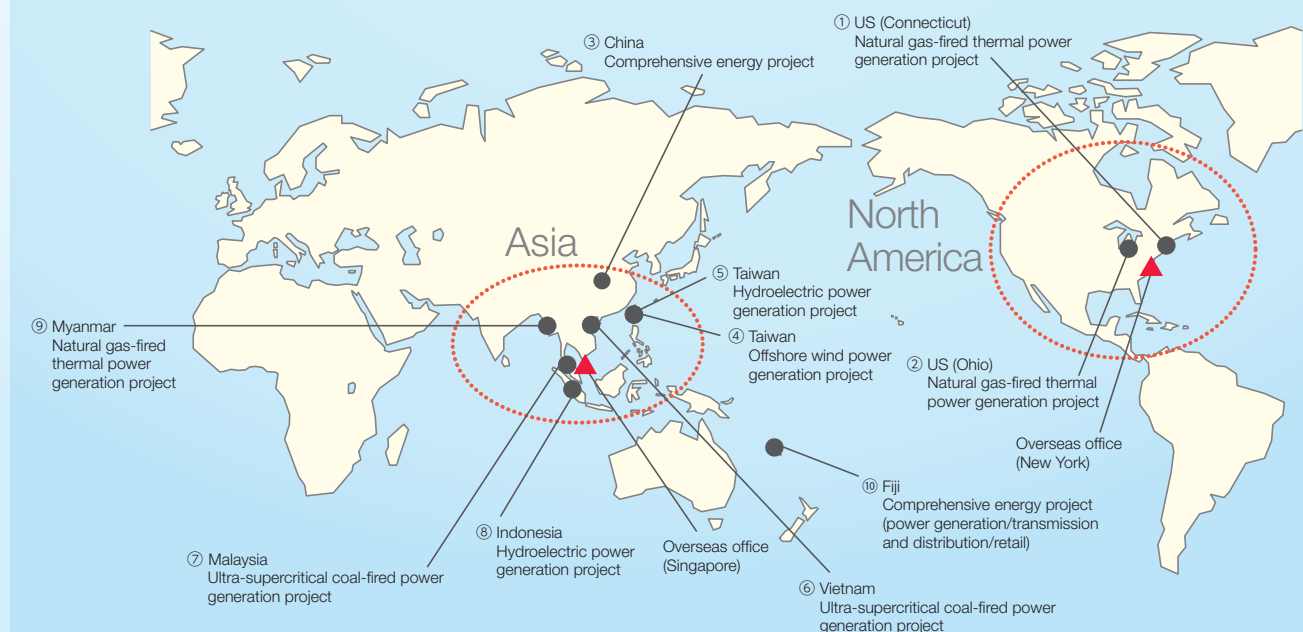 ① US (Connecticut)
Natural gas-fired thermal power
generation project
③ China
Comprehensive energy project
North
America
Asia
⑤ Taiwan
Hydroelectric power
generation project
④ Taiwan
Offshore wind power
generation project
⑨ Myanmar
Natural gas-fired
thermal power
generation project
② US (Ohio)
Natural gas-fired thermal
power generation project
Overseas office
(New York)
⑩ Fiji
Comprehensive energy project
(power generation/transmission
and distribution/retail)
⑧ Indonesia
Hydroelectric power
generation project
Overseas office
(Singapore)
⑦ Malaysia
Ultra-supercritical coal-fired power
generation project
⑥ Vietnam
Ultra-supercritical coal-fired power
generation project